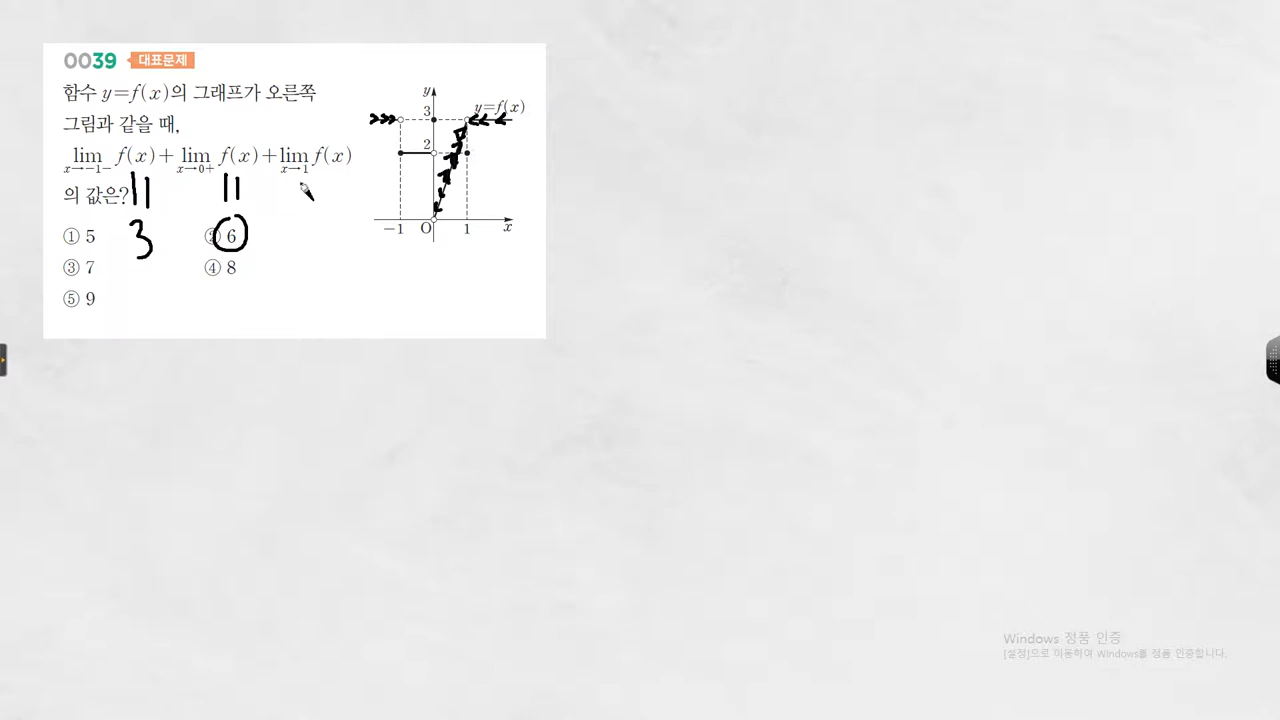 0039 대표문제
함수 y=f(x)의 그래프가 오른쪽
그림과 같을 때,
lim x→-1- f(x)+lim x→0+ f(x)+lim x→1 f(x)
의 값은?
① 5
② 6
③ 7
④ 8
⑤ 9
|| ||
3 0
y
3
y=f(x)
2
-1 O 1 x
Windows 정품 인증
[설정]으로 이동하여 Windows를 정품 인증합니다.